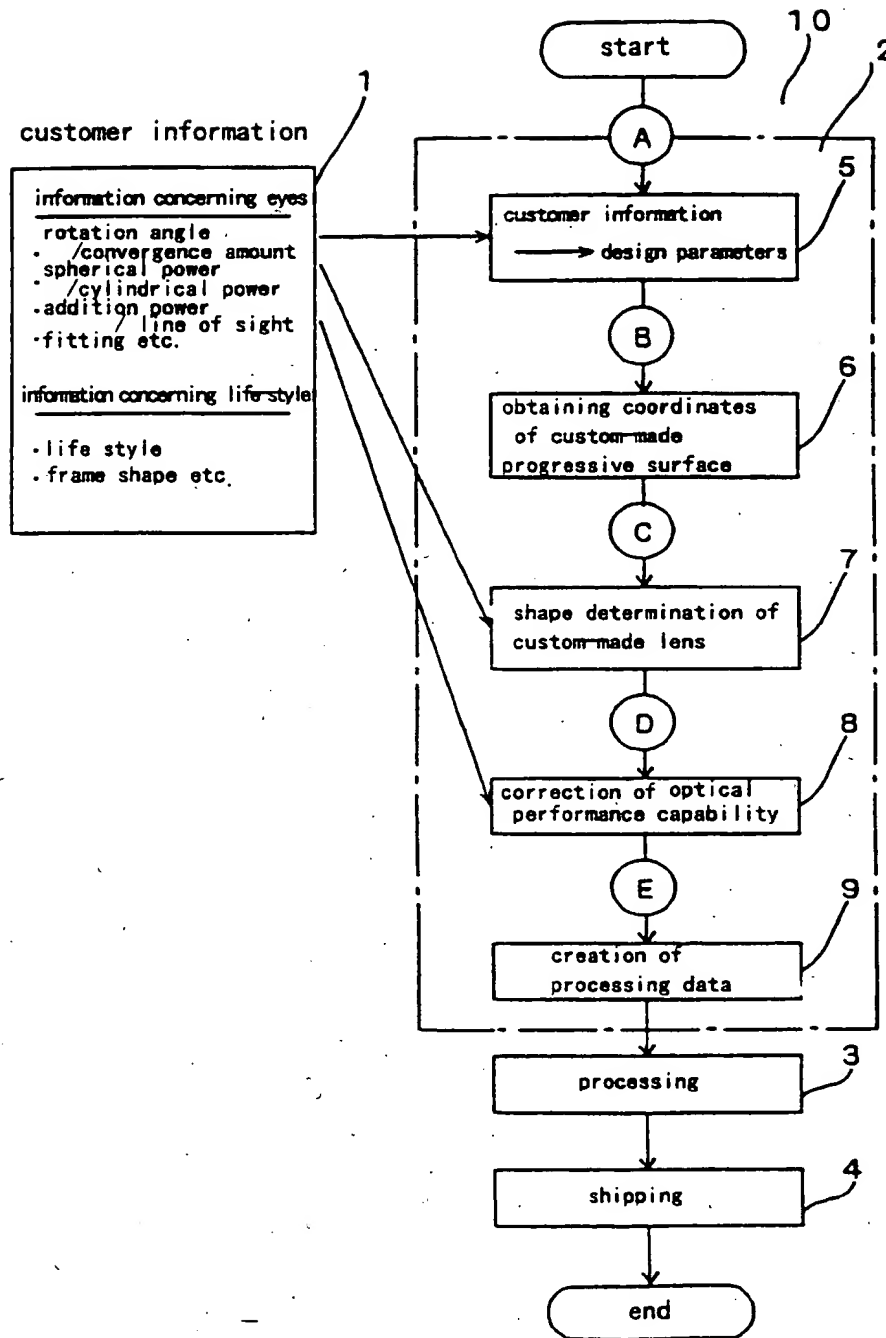 10
start
2
1
customer information
A
information concerning eyes
rotation angle
· /convergence amount
spherical power
· /cylindrical power
·addition power
/ line of sight
·fitting etc.
information concerning life style
·life style
·frame shape etc.
5
customer information
→ design parameters
B
6
obtaining coordinates
of custom-made
progressive surface
C
7
shape determination of
custom-made lens
D
8
correction of optical
performance capability
E
9
creation of
processing data
3
processing
4
shipping
end